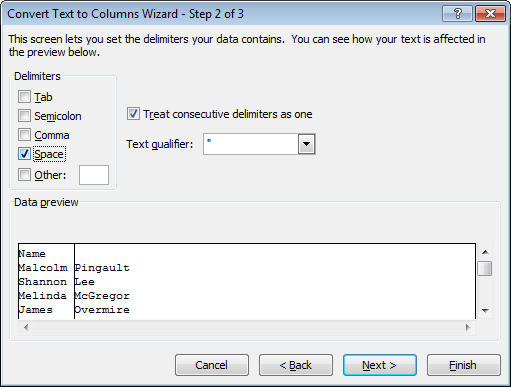 Convert Text to Columns Wizard - Step 2 of 3
This screen lets you set the delimiters your data contains. You can see how your text is affected in
the preview below.
Delimiters
Tab
Semicolon
Comma
Space
Other:
Treat consecutive delimiters as one
Text qualifier: "
Data preview
Name
Malcolm Pingault
Shannon Lee
Melinda McGregor
James Overmire
Cancel < Back Next > Finish